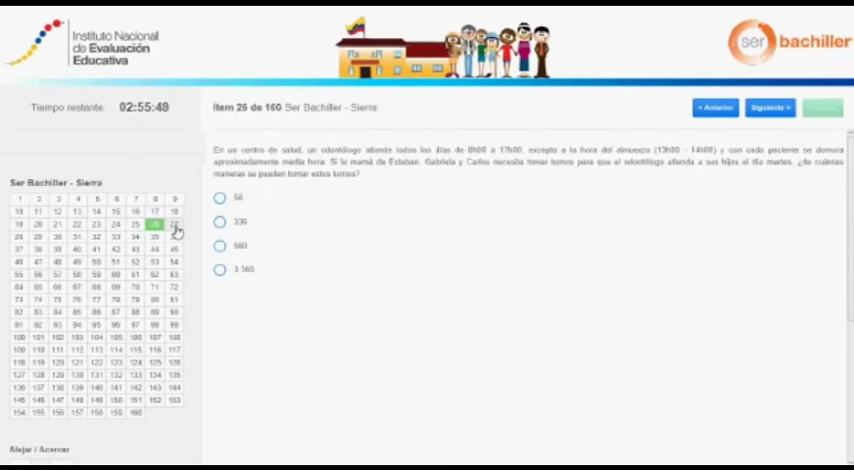 Instituto Nacional
de Evaluación
Educativa
ser bachiller
Tiempo restante: 02:55:48
Ítem 26 de 160 Ser Bachiller - Sierra
« Anterior
Siguiente »
En un centro de salud, un odontólogo atiende todos los días de 8h00 a 17h00, excepto a la hora del almuerzo (13h00 - 14h00) y con cada paciente se demora
aproximadamente media hora. Si la mamá de Esteban, Gabriela y Carlos necesita tomar turnos para que el odontólogo atienda a sus hijos el día martes, ¿de cuántas
maneras se pueden tomar estos turnos?
56
336
560
3 360
Ser Bachiller - Sierra
1 2 3 4 5 6 7 8 9
10 11 12 13 14 15 16 17 18
19 20 21 22 23 24 25 26 27
28 29 30 31 32 33 34 35
37 38 39 40 41 42 43 44 45
46 47 48 49 50 51 52 53 54
55 56 57 58 59 60 61 62 63
64 65 66 67 68 69 70 71 72
73 74 75 76 77 78 79 80 81
82 83 84 85 86 87 88 89 90
91 92 93 94 95 96 97 98 99
100 101 102 103 104 105 106 107 108
109 110 111 112 113 114 115 116 117
118 119 120 121 122 123 124 125 126
127 128 129 130 131 132 133 134 135
136 137 138 139 140 141 142 143 144
145 146 147 148 149 150 151 152 153
154 155 156 157 158 159 160
Alejar / Acercar